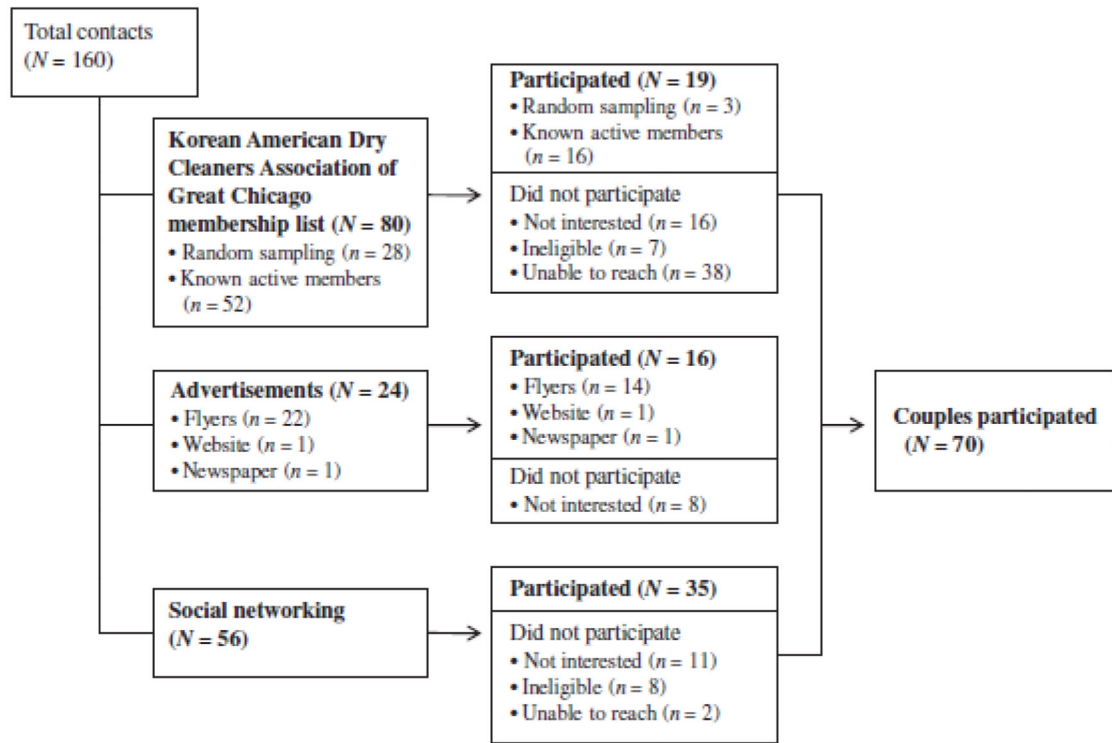 Total contacts
(N = 160)
Korean American Dry
Cleaners Association of
Great Chicago
membership list (N = 80)
• Random sampling (n = 28)
• Known active members
(n = 52)
Participated (N = 19)
• Random sampling (n = 3)
• Known active members
(n = 16)
Did not participate
• Not interested (n = 16)
• Ineligible (n = 7)
• Unable to reach (n = 38)
Advertisements (N = 24)
• Flyers (n = 22)
• Website (n = 1)
• Newspaper (n = 1)
Participated (N = 16)
• Flyers (n = 14)
• Website (n = 1)
• Newspaper (n = 1)
Did not participate
• Not interested (n = 8)
Social networking
(N = 56)
Participated (N = 35)
Did not participate
• Not interested (n = 11)
• Ineligible (n = 8)
• Unable to reach (n = 2)
Couples participated
(N = 70)